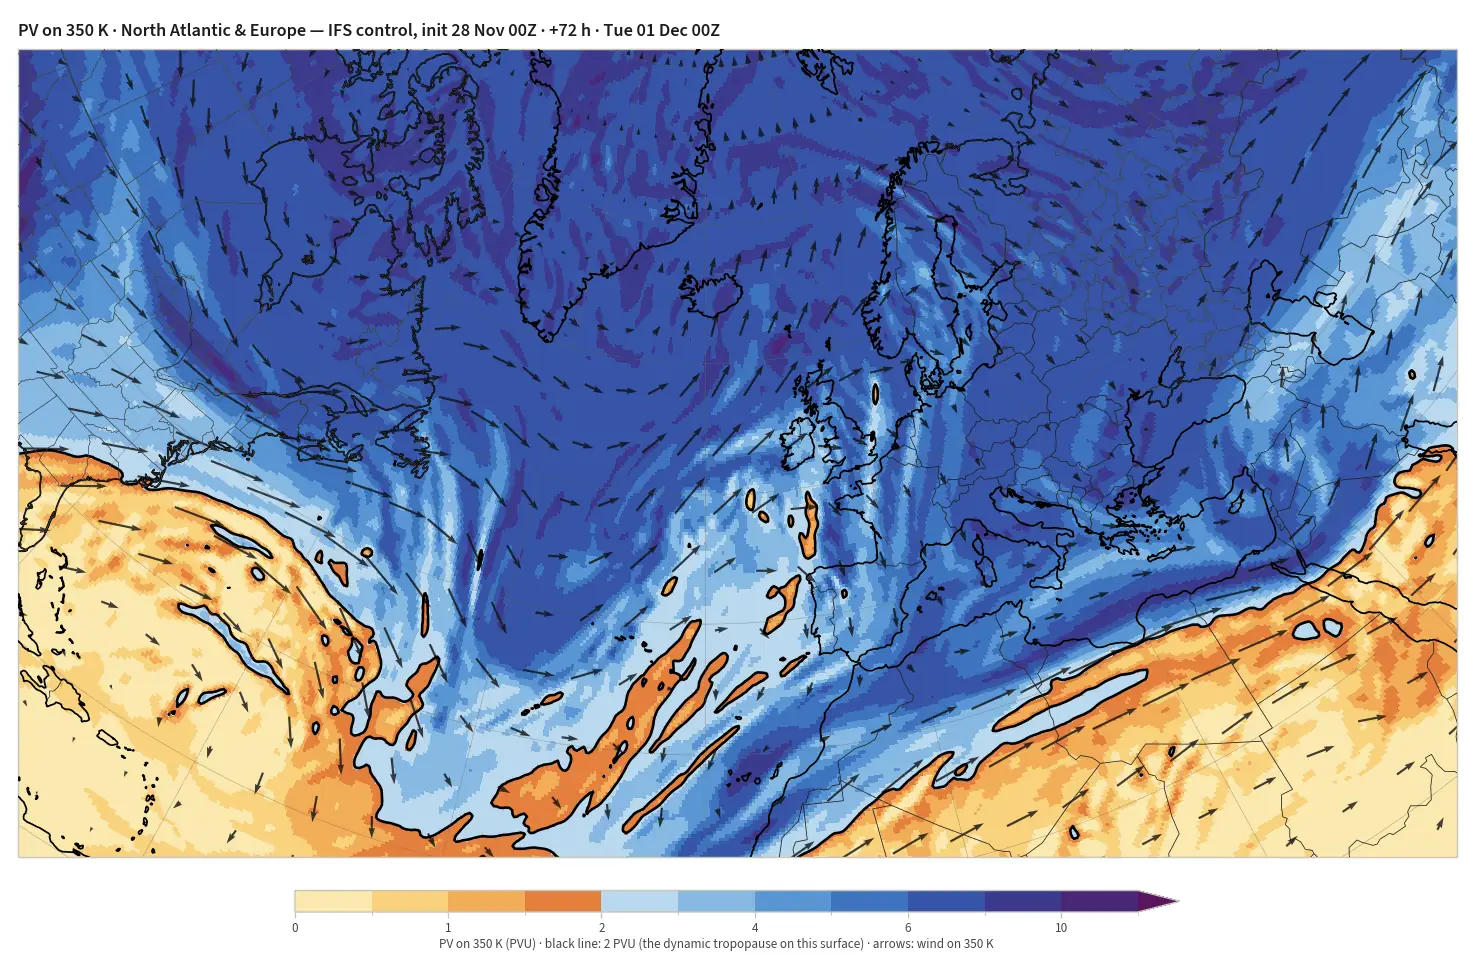 PV on 350 K · North Atlantic & Europe — IFS control, init 28 Nov 00Z · +72 h · Tue 01 Dec 00Z
0 1 2 4 6 10
PV on 350 K (PVU) · black line: 2 PVU (the dynamic tropopause on this surface) · arrows: wind on 350 K